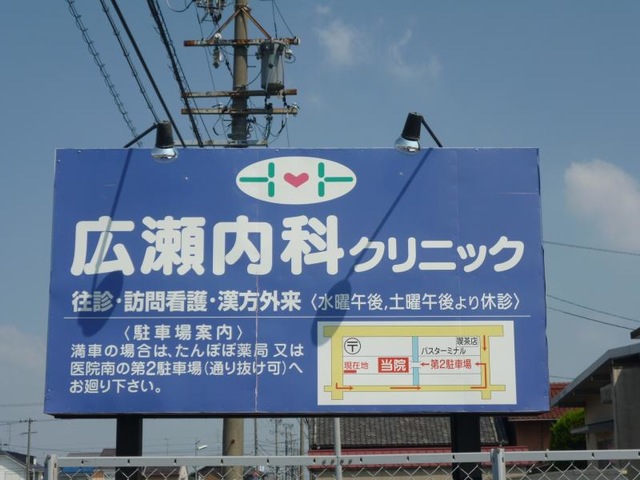 広瀬内科クリニック
往診・訪問看護・漢方外来〈水曜午後,土曜午後より休診〉
〈駐車場案内〉
満車の場合は、たんぽぽ薬局又は
医院南の第2駐車場(通り抜け可)へ
お廻り下さい。
〒
喫茶店
バスターミナル
現在地
当院
←第2駐車場→